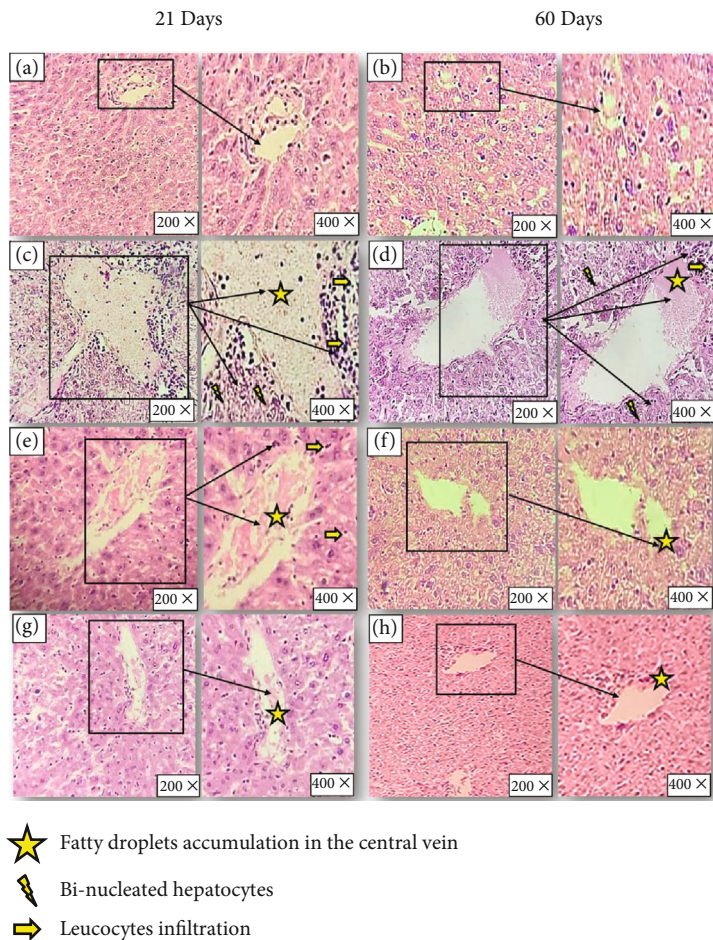 21 Days 60 Days
(a) 200 × 400 × (b) 200 × 400 ×
(c) 200 × 400 × (d) 200 × 400 ×
(e) 200 × 400 × (f) 200 × 400 ×
(g) 200 × 400 × (h) 200 × 400 ×
Fatty droplets accumulation in the central vein
Bi-nucleated hepatocytes
Leucocytes infiltration